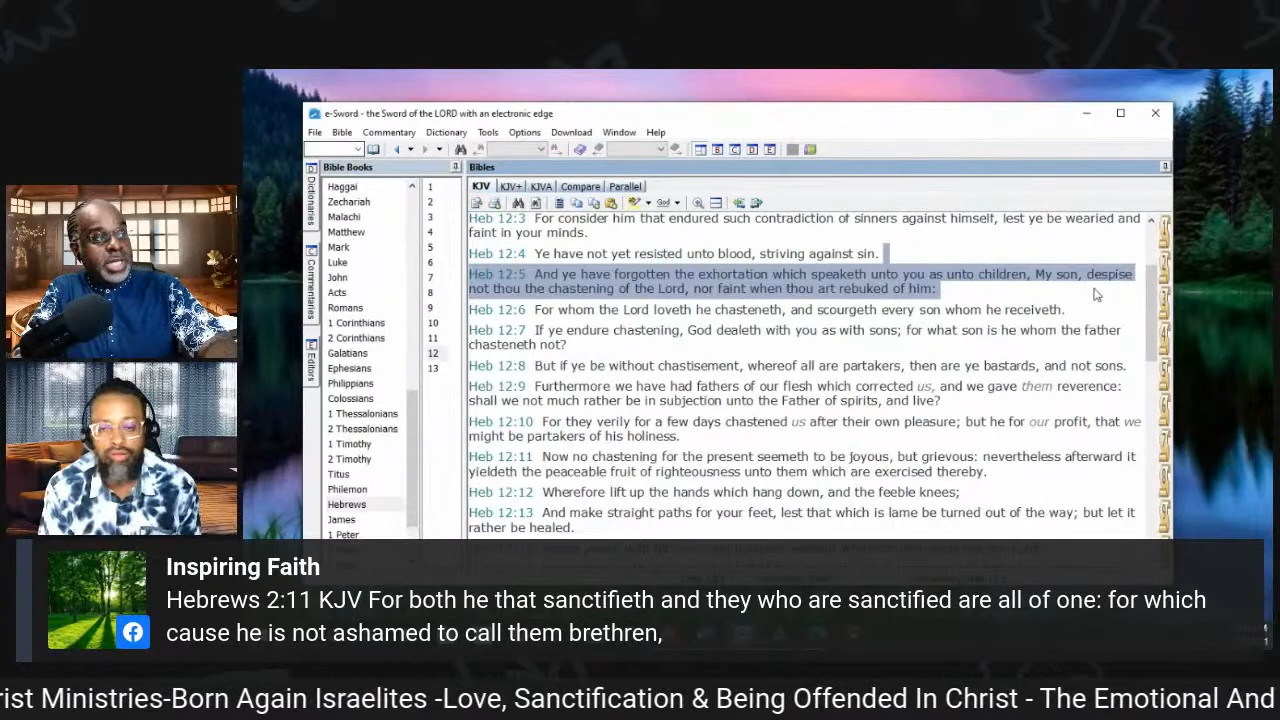 e-Sword - the Sword of the LORD with an electronic edge
File Bible Commentary Dictionary Tools Options Download Window Help
B C D E
Bible Books
Bibles
Dictionaries
Commentaries
Editors
Haggai
Zechariah
Malachi
Matthew
Mark
Luke
John
Acts
Romans
1 Corinthians
2 Corinthians
Galatians
Ephesians
Philippians
Colossians
1 Thessalonians
2 Thessalonians
1 Timothy
2 Timothy
Titus
Philemon
Hebrews
James
1 Peter
1
2
3
4
5
6
7
8
9
10
11
12
13
KJV KJV+ KJVA Compare Parallel
Heb 12:3 For consider him that endured such contradiction of sinners against himself, lest ye be wearied and
faint in your minds.
Heb 12:4 Ye have not yet resisted unto blood, striving against sin.
Heb 12:5 And ye have forgotten the exhortation which speaketh unto you as unto children, My son, despise
not thou the chastening of the Lord, nor faint when thou art rebuked of him:
Heb 12:6 For whom the Lord loveth he chasteneth, and scourgeth every son whom he receiveth.
Heb 12:7 If ye endure chastening, God dealeth with you as with sons; for what son is he whom the father
chasteneth not?
Heb 12:8 But if ye be without chastisement, whereof all are partakers, then are ye bastards, and not sons.
Heb 12:9 Furthermore we have had fathers of our flesh which corrected us, and we gave them reverence:
shall we not much rather be in subjection unto the Father of spirits, and live?
Heb 12:10 For they verily for a few days chastened us after their own pleasure; but he for our profit, that we
might be partakers of his holiness.
Heb 12:11 Now no chastening for the present seemeth to be joyous, but grievous: nevertheless afterward it
yieldeth the peaceable fruit of righteousness unto them which are exercised thereby.
Heb 12:12 Wherefore lift up the hands which hang down, and the feeble knees;
Heb 12:13 And make straight paths for your feet, lest that which is lame be turned out of the way; but let it
rather be healed.
Inspiring Faith
Hebrews 2:11 KJV For both he that sanctifieth and they who are sanctified are all of one: for which
cause he is not ashamed to call them brethren,
rist Ministries-Born Again Israelites -Love, Sanctification & Being Offended In Christ - The Emotional And